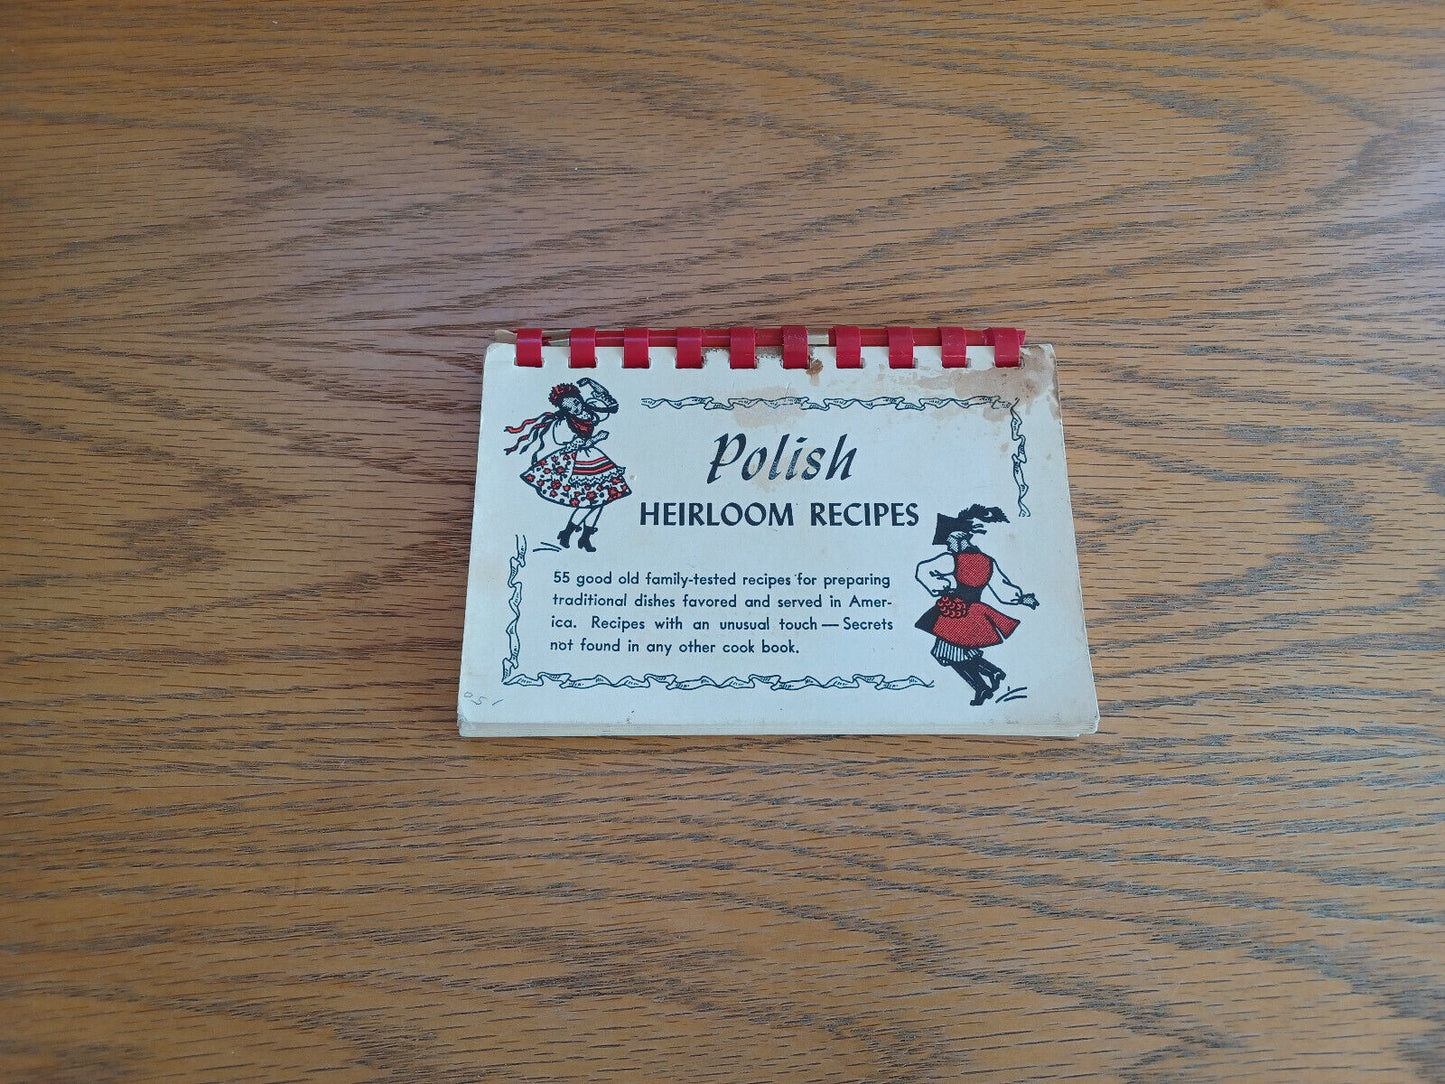 Polish
HEIRLOOM RECIPES
55 good old family-tested recipes for preparing
traditional dishes favored and served in Amer-
ica. Recipes with an unusual touch — Secrets
not found in any other cook book.